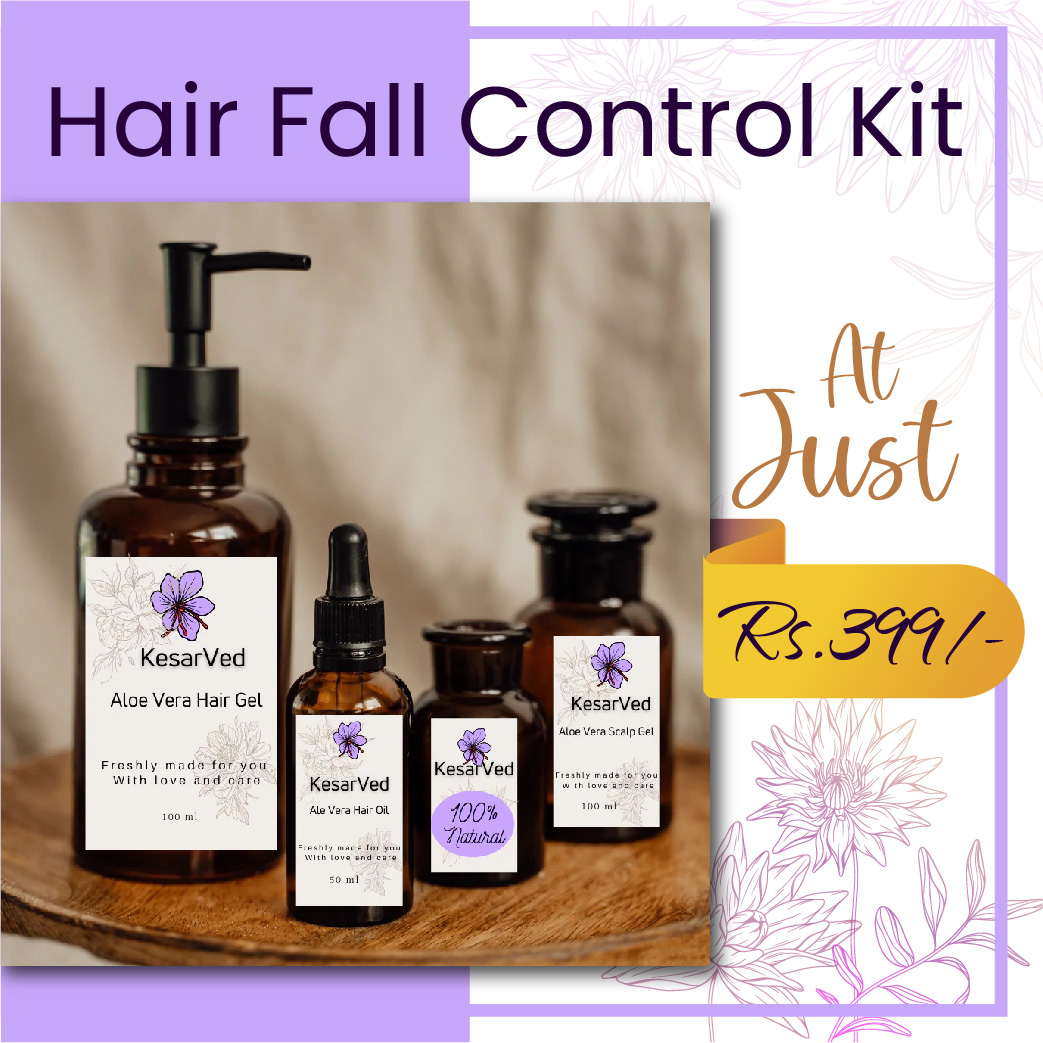 Hair Fall Control Kit
At
Just
Rs.399/-
KesarVed
Aloe Vera Hair Gel
Freshly made for you
With love and care
100 ml
KesarVed
Ale Vera Hair Oil
Freshly made for you
With love and care
50 ml
KesarVed
100%
Natural
KesarVed
Aloe Vera Scalp Gel
Freshly made for you
With love and care
100 ml